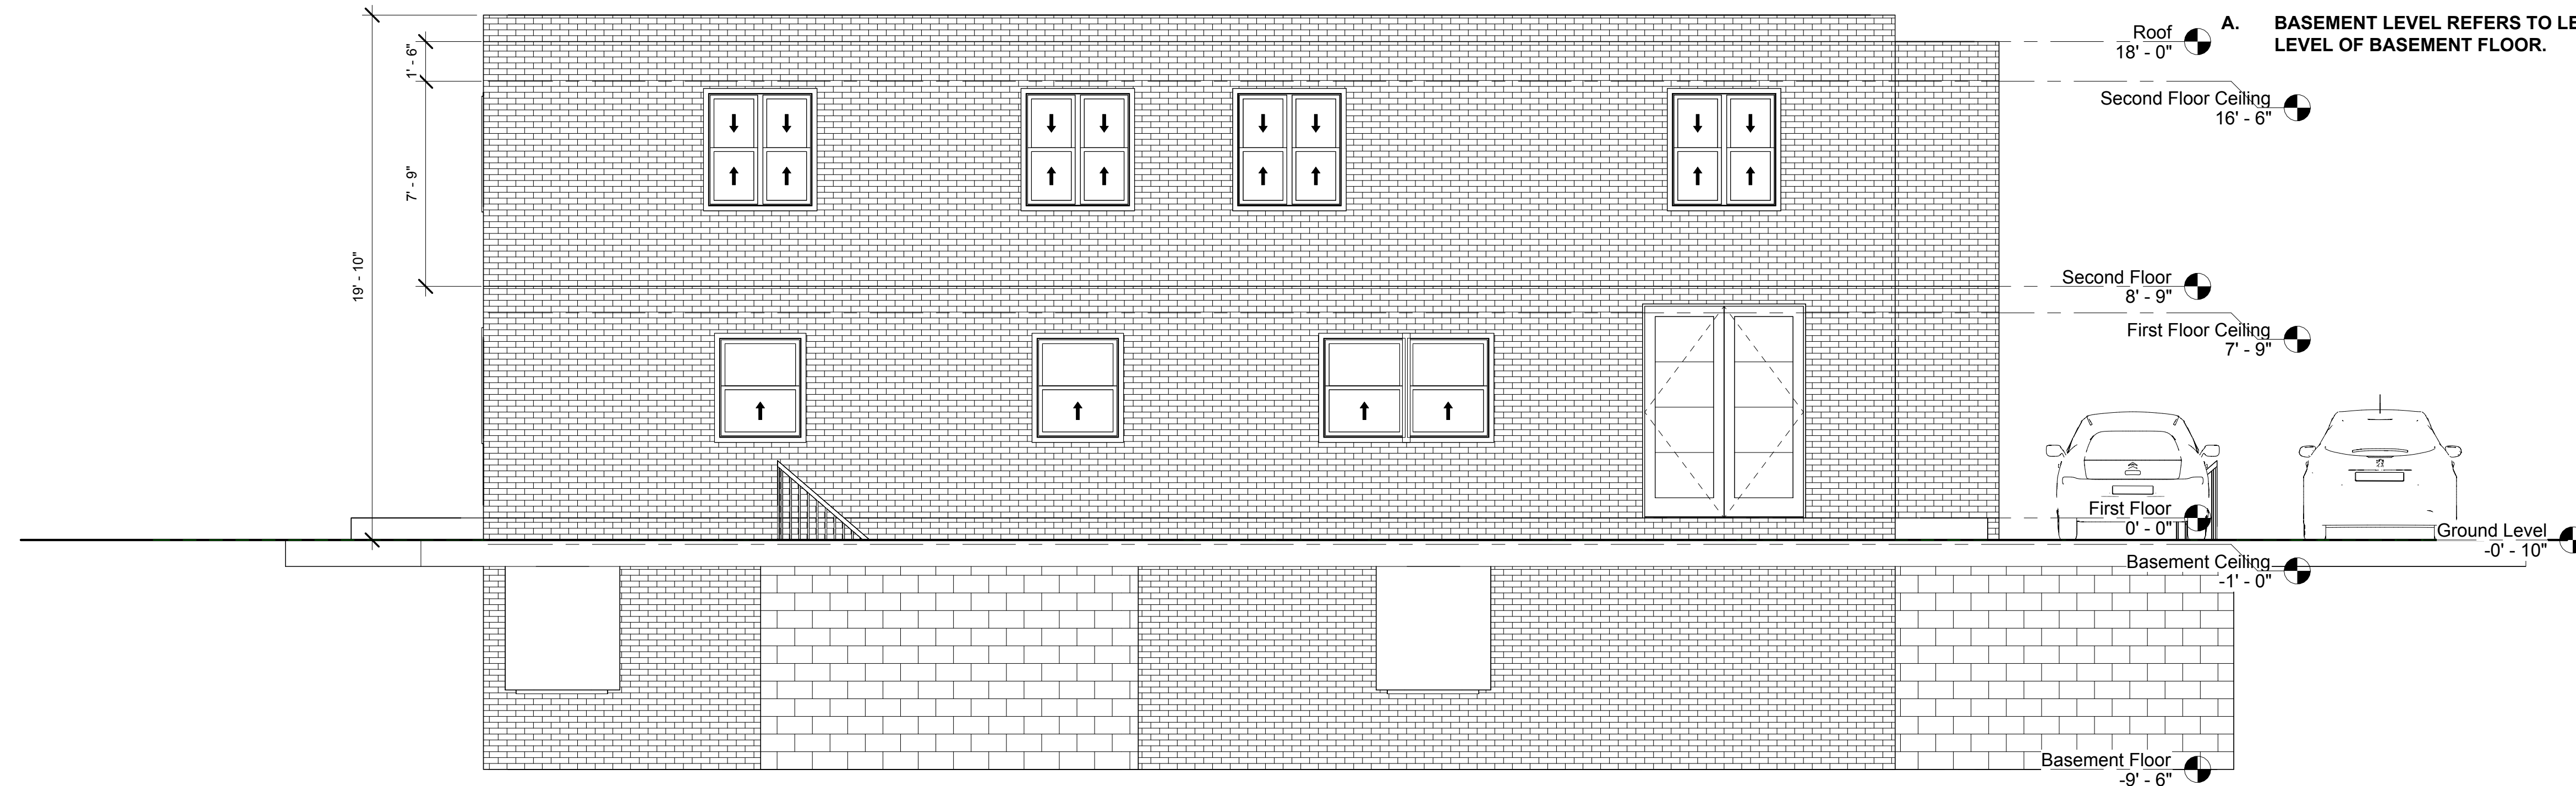 A. BASEMENT LEVEL REFERS TO LE
LEVEL OF BASEMENT FLOOR.
Roof
18' - 0"
Second Floor Ceiling
16' - 6"
Second Floor
8' - 9"
First Floor Ceiling
7' - 9"
First Floor
0' - 0"
Ground Level
-0' - 10"
Basement Ceiling
-1' - 0"
Basement Floor
-9' - 6"
1' - 6"
7' - 9"
19' - 10"